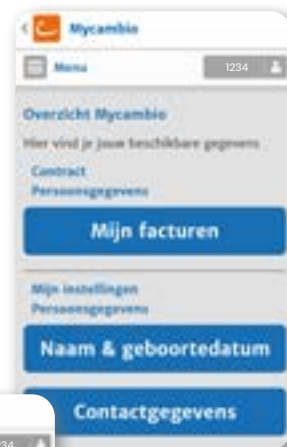 Mycambio
Menu 1234
Overzicht Mycambio
Hier vind je jouw beschikbare gegevens
Contract
Persoonsgegevens
Mijn facturen
Mijn instellingen
Persoonsgegevens
Naam & geboortedatum
Contactgegevens
234